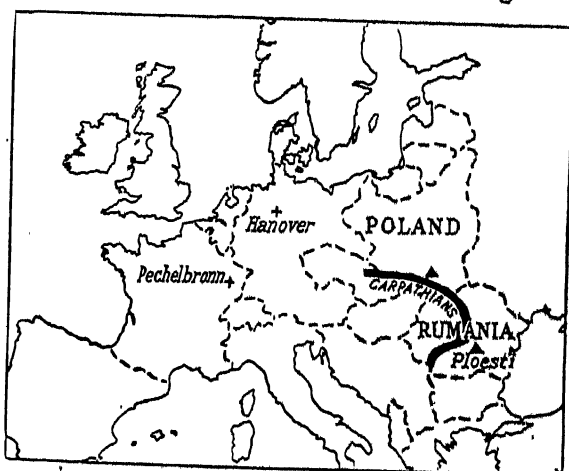 Hanover
POLAND
Pechelbronn
CARPATHIANS
RUMANIA
Ploesti